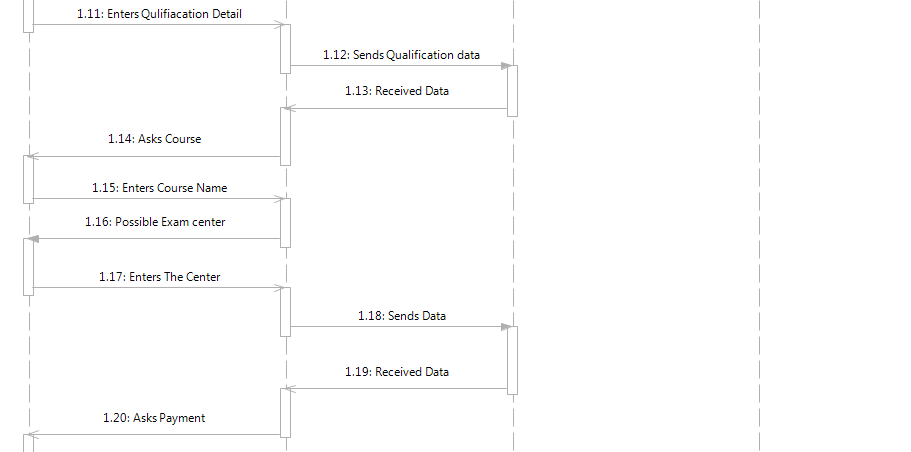 1.11: Enters Qulifiacation Detail
1.12: Sends Qualification data
1.13: Received Data
1.14: Asks Course
1.15: Enters Course Name
1.16: Possible Exam center
1.17: Enters The Center
1.18: Sends Data
1.19: Received Data
1.20: Asks Payment